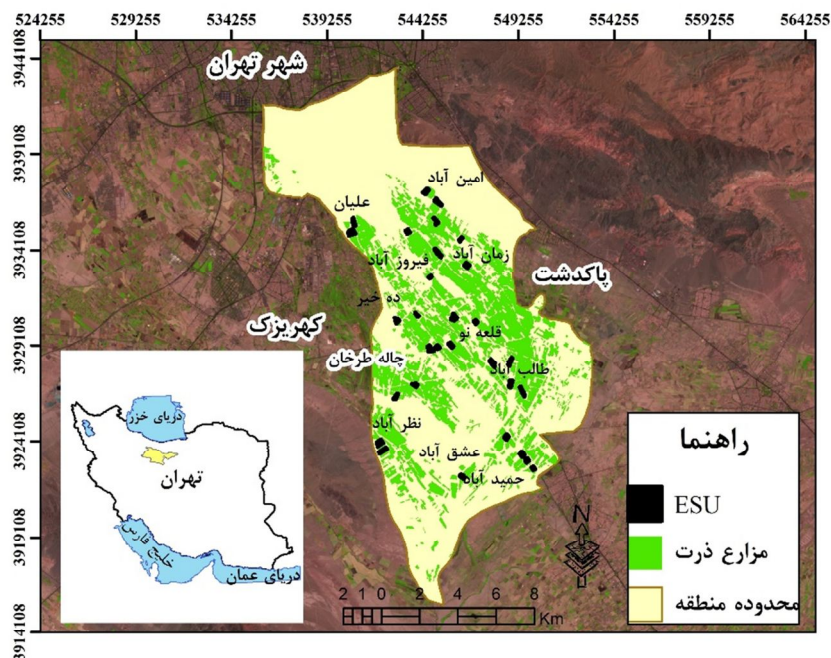 524255 529255 534255 539255 544255 549255 554255 559255 564255
3944108
3939108
3934108
3929108
3924108
3919108
3914108
شهر تهران
امین آباد
علیان
زمان آباد
فیروز آباد
پاکدشت
ده خیر
کهریزک
قلعه نو
چاله طرخان
طالب آباد
نظر آباد
عشق آباد
حمید آباد
دریای خزر
تهران
خلیج فارس
دریای عمان
راهنما
ESU
مزارع ذرت
محدوده منطقه
N
2 1 0 2 4 6 8
Km